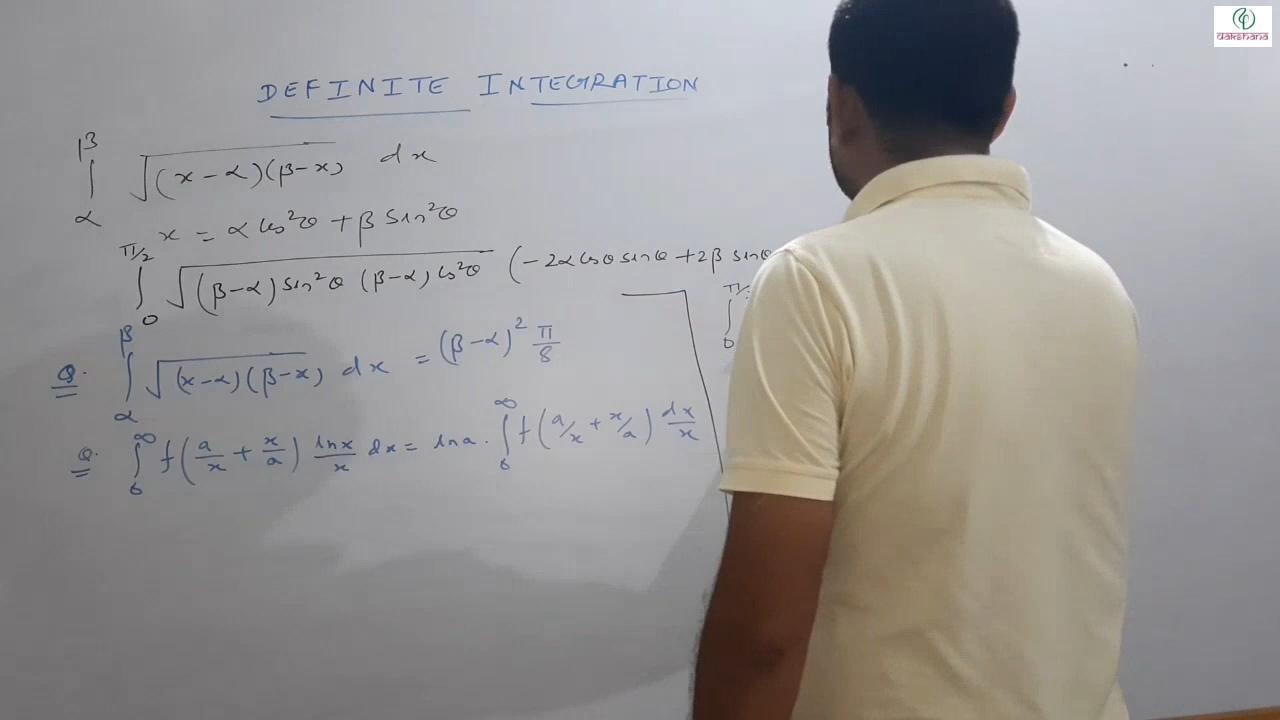 dakshana
DEFINITE INTEGRATION
∫_α^β √((x-α)(β-x)) dx
x = α cos²θ + β sin²θ
∫_0^{π/2} √((β-α) sin²θ (β-α) cos²θ) (-2α cosθ sinθ + 2β sinθ
Q. ∫_α^β √((x-α)(β-x)) dx = (β-α)² π/8
Q. ∫_0^∞ f(a/x + x/a) lnx/x dx = ln a · ∫_0^∞ f(a/x + x/a) dx/x